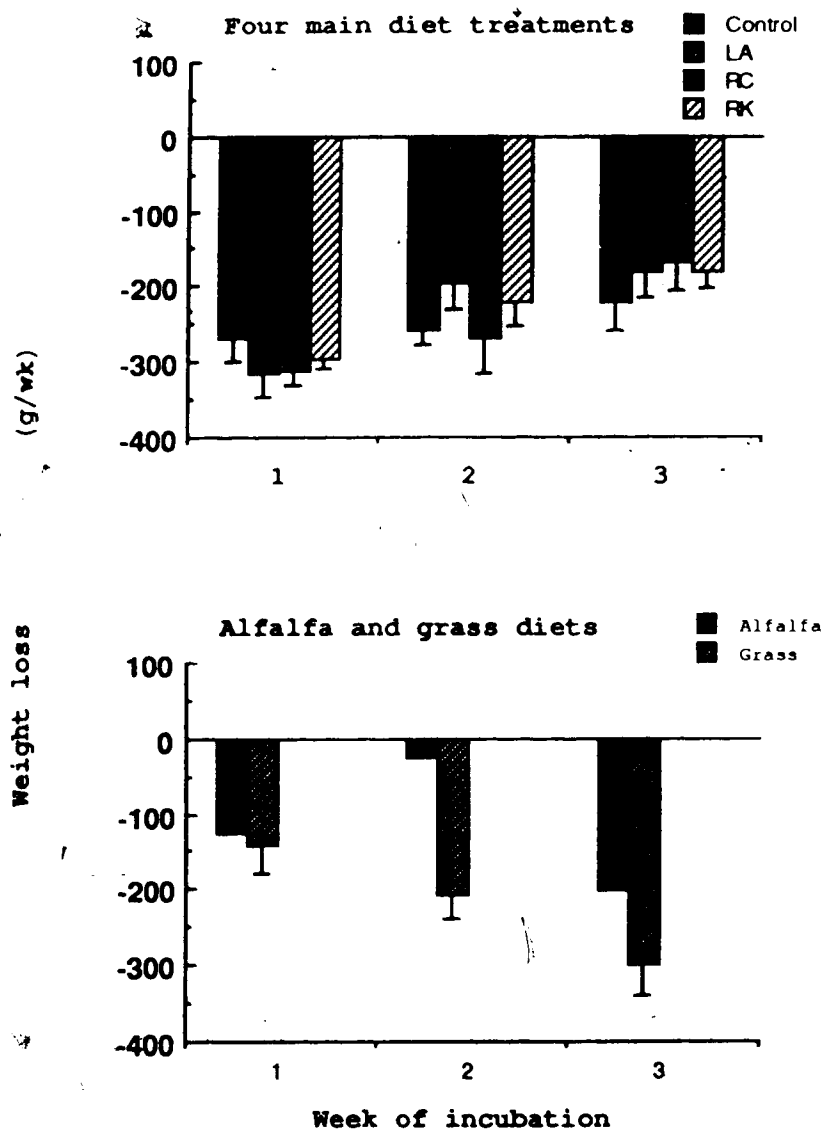 Four main diet treatments
Control
LA
RC
RK
100
0
-100
-200
-300
-400
1
2
3
(g/wk)
Alfalfa and grass diets
Alfalfa
Grass
100
0
-100
-200
-300
-400
1
2
3
Weight loss
Week of incubation